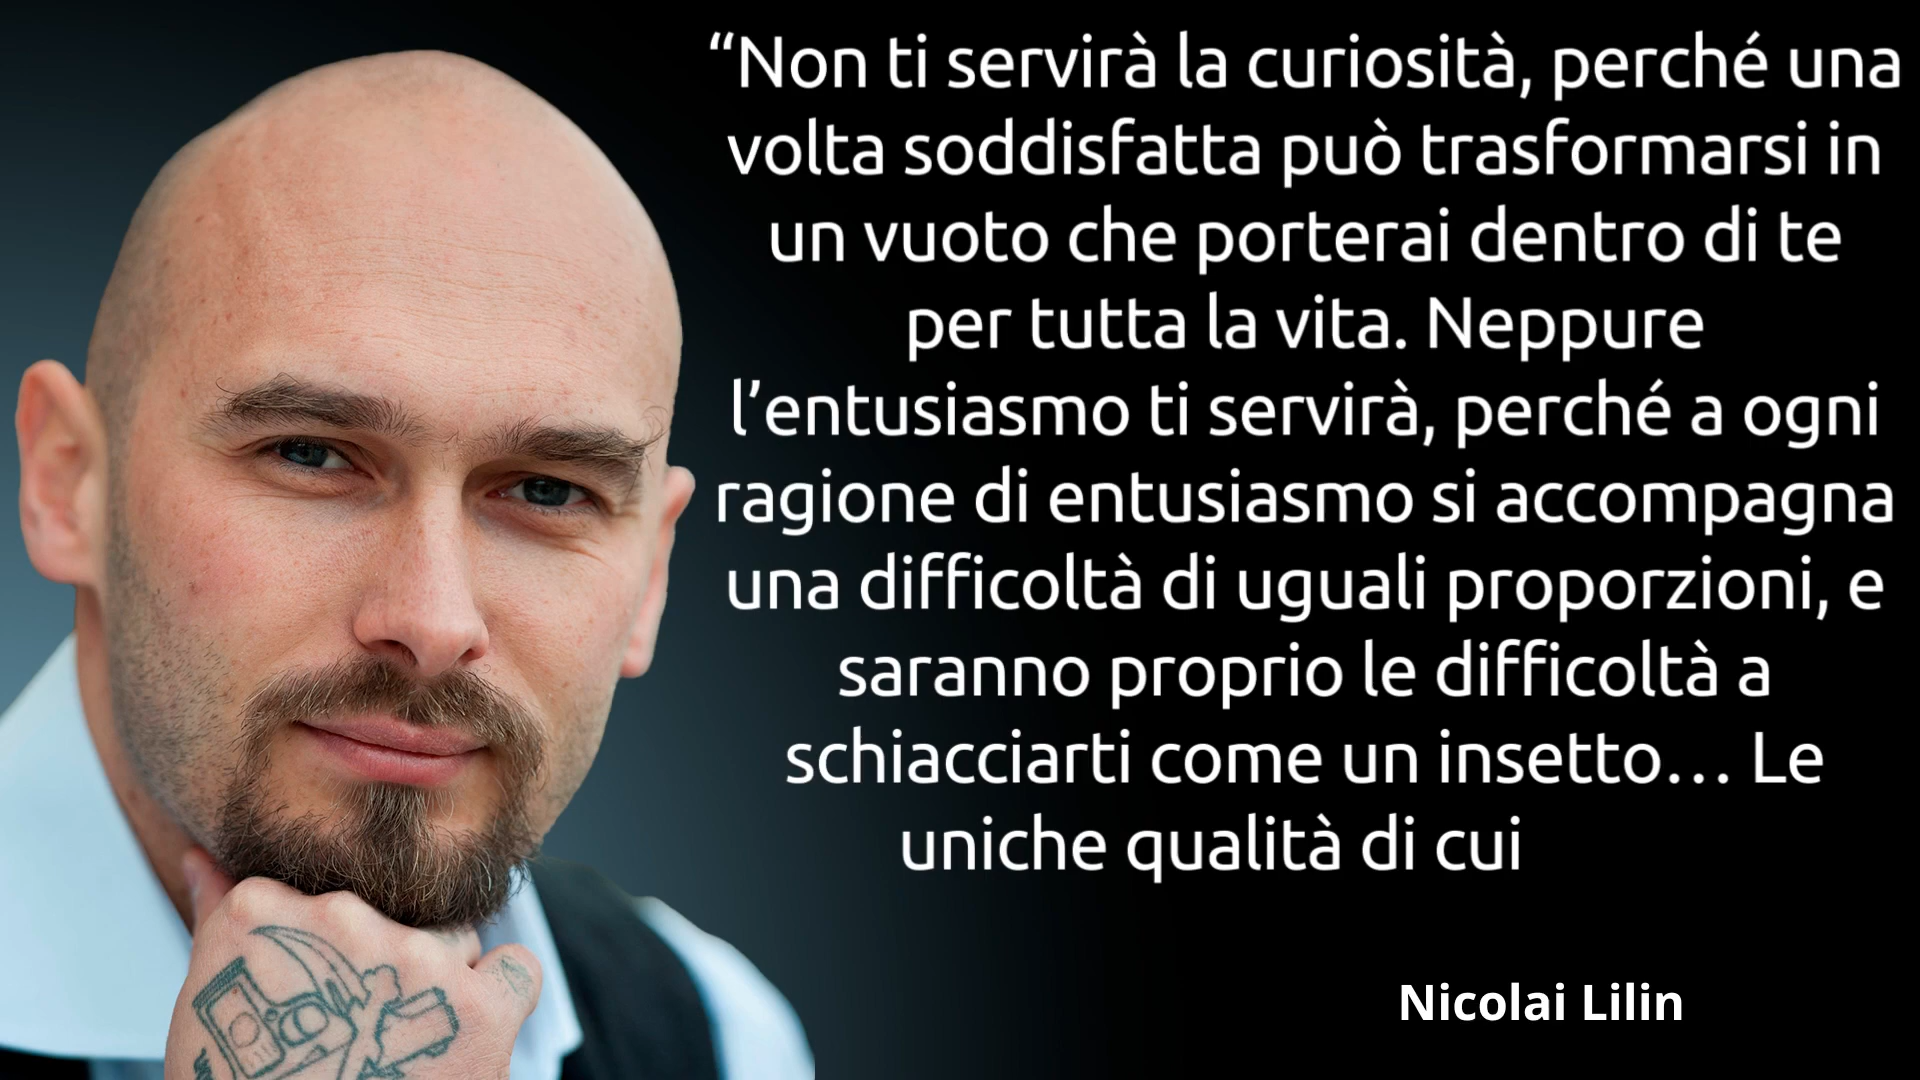 “Non ti servirà la curiosità, perché una
volta soddisfatta può trasformarsi in
un vuoto che porterai dentro di te
per tutta la vita. Neppure
l’entusiasmo ti servirà, perché a ogni
ragione di entusiasmo si accompagna
una difficoltà di uguali proporzioni, e
saranno proprio le difficoltà a
schiacciarti come un insetto… Le
uniche qualità di cui
Nicolai Lilin